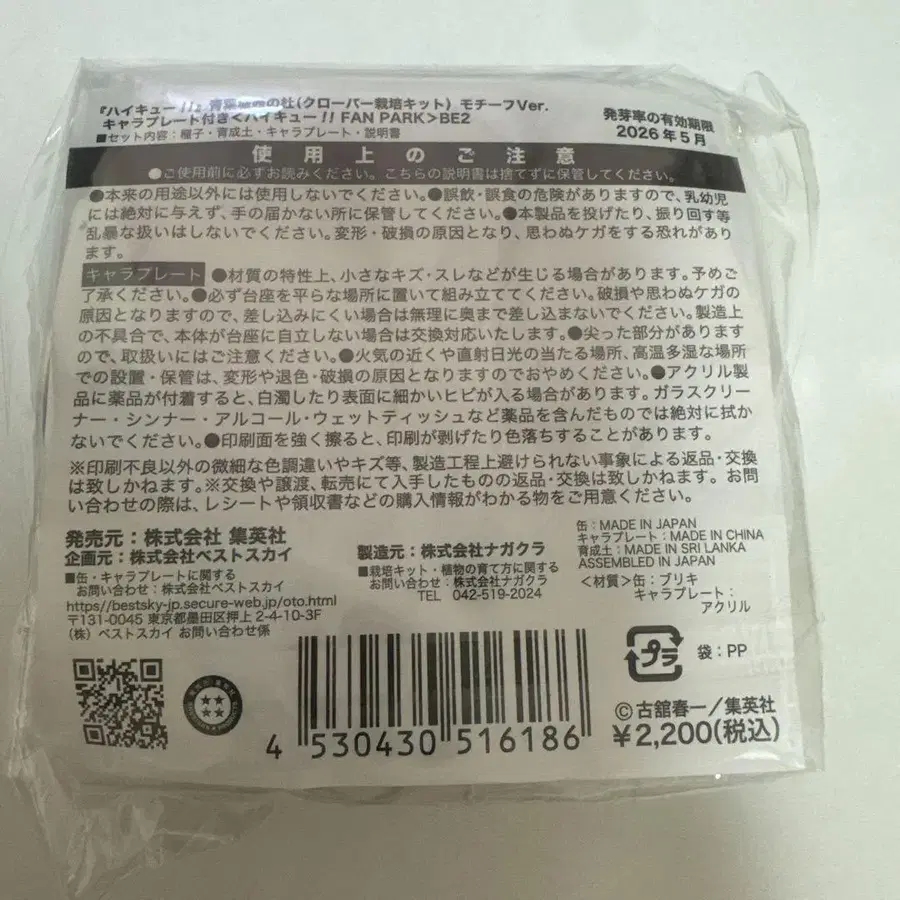 『ハイキュー!!』青葉城西の杜(クローバー栽培キット) モチーフVer.
キャラプレート付き<ハイキュー!! FAN PARK>BE2
■セット内容：種子・育成土・キャラプレート・説明書
発芽率の有効期限
2026年5月
使用上のご注意
●ご使用前に必ずお読みください。こちらの説明書は捨てずに保管してください。
●本来の用途以外には使用しないでください。●誤飲・誤食の危険がありますので、乳幼児
には絶対に与えず、手の届かない所に保管してください。●本製品を投げたり、振り回す等
乱暴な扱いはしないでください。変形・破損の原因となり、思わぬケガをする恐れがあり
ます。
キャラプレート ●材質の特性上、小さなキズ・スレなどが生じる場合があります。予めご
了承ください。●必ず台座を平らな場所に置いて組み立ててください。破損や思わぬケガの
原因となりますので、差し込みにくい場合は無理に奥まで差し込まないでください。製造上
の不具合で、本体が台座に自立しない場合は交換対応いたします。●尖った部分があります
ので、取扱いにはご注意ください。●火気の近くや直射日光の当たる場所、高温多湿な場所
での設置・保管は、変形や退色・破損の原因となりますのでおやめください。●アクリル製
品に薬品が付着すると、白濁したり表面に細かいヒビが入る場合があります。ガラスクリー
ナー・シンナー・アルコール・ウェットティッシュなど薬品を含んだものでは絶対に拭か
ないでください。●印刷面を強く擦ると、印刷が剥げたり色落ちすることがあります。
※印刷不良以外の微細な色調違いやキズ等、製造工程上避けられない事象による返品・交換
は致しかねます。※交換や譲渡、転売にて入手したものの返品・交換は致しかねます。お問
い合わせの際は、レシートや領収書などの購入情報がわかる物をご用意ください。
発売元：株式会社 集英社
企画元：株式会社ベストスカイ
■缶・キャラプレートに関する
お問い合わせ：株式会社ベストスカイ
https://bestsky-jp.secure-web.jp/oto.html
〒131-0045 東京都墨田区押上 2-4-10-3F
(株) ベストスカイ お問い合わせ係
製造元：株式会社ナガクラ
■栽培キット・植物の育て方に関する
お問い合わせ：株式会社ナガクラ
TEL 042-519-2024
缶：MADE IN JAPAN
キャラプレート：MADE IN CHINA
育成土：MADE IN SRI LANKA
ASSEMBLED IN JAPAN
<材質>缶：ブリキ
キャラプレート：
アクリル
プラ
袋：PP
4 530430 516186
©古舘春一／集英社
¥2,200(税込)